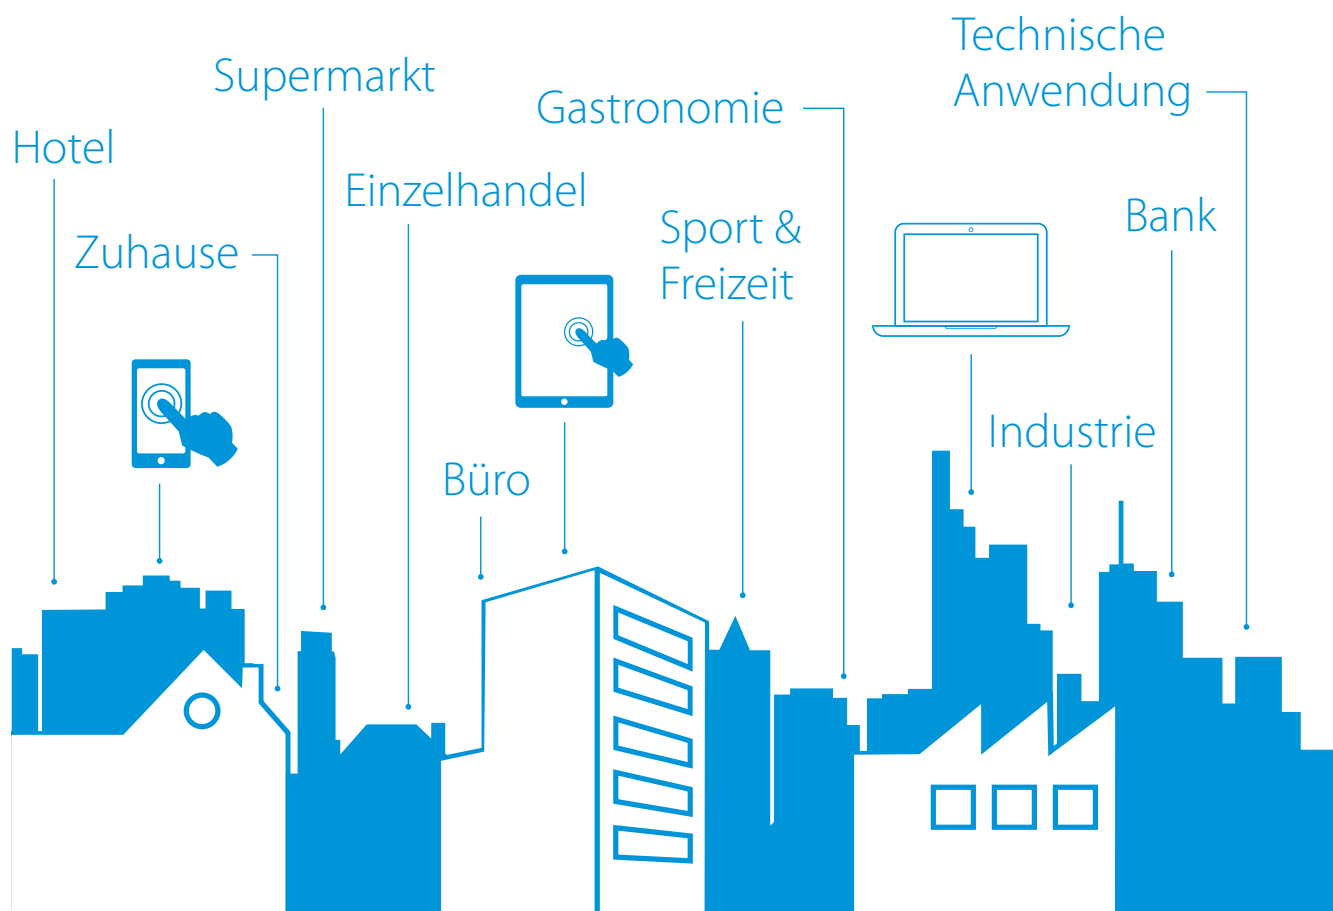 Technische
Anwendung
Supermarkt
Gastronomie
Hotel
Einzelhandel
Zuhause
Sport &
Freizeit
Bank
Industrie
Büro